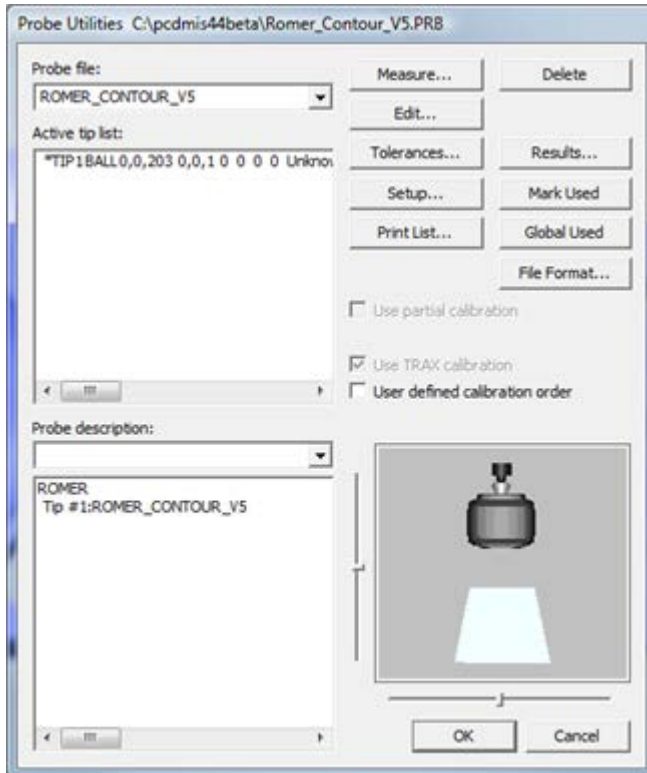 Probe Utilities C:\pcdmis44beta\Romer_Contour_V5.PRB
Probe file:
ROMER_CONTOUR_V5
Active tip list:
*TIP1BALL0,0,203 0,0,1 0 0 0 0 Unknow
Measure...
Delete
Edit...
Tolerances...
Results...
Setup...
Mark Used
Print List...
Global Used
File Format...
Use partial calibration
Use TRAX calibration
User defined calibration order
Probe description:
ROMER
Tip #1:ROMER_CONTOUR_V5
OK
Cancel